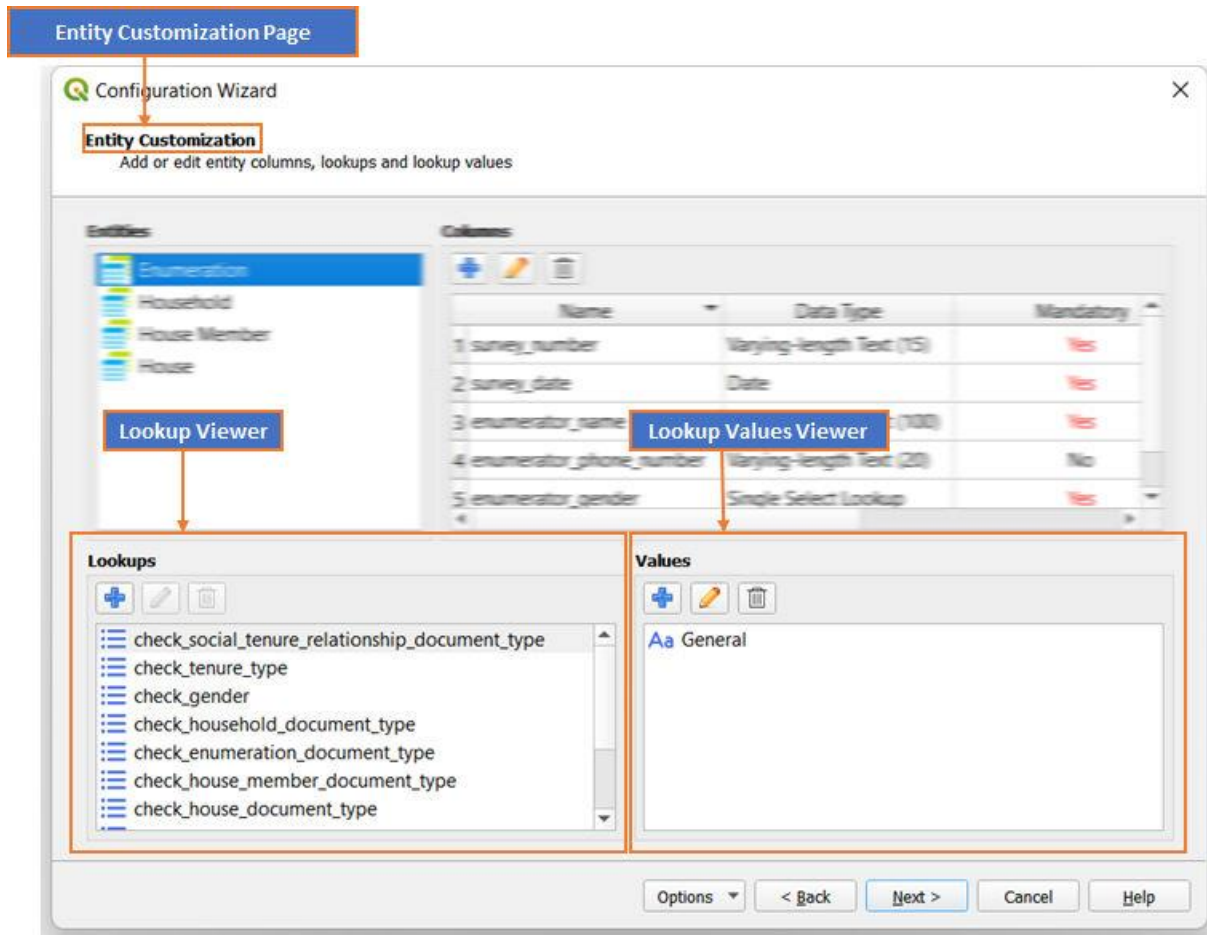 Entity Customization Page
Configuration Wizard
Entity Customization
Add or edit entity columns, lookups and lookup values
Entities
Columns
Enumeration
Household
House Member
House
Name Data Type Mandatory
1 survey_number Varying-length Text (15) Yes
2 survey_date Date Yes
3 enumerator_name (100) Yes
4 enumerator_phone_number Varying-length Text (20) No
5 enumerator_gender Single Select Lookup Yes
Lookup Viewer
Lookup Values Viewer
Lookups
check_social_tenure_relationship_document_type
check_tenure_type
check_gender
check_household_document_type
check_enumeration_document_type
check_house_member_document_type
check_house_document_type
Values
Aa General
Options
< Back
Next >
Cancel
Help